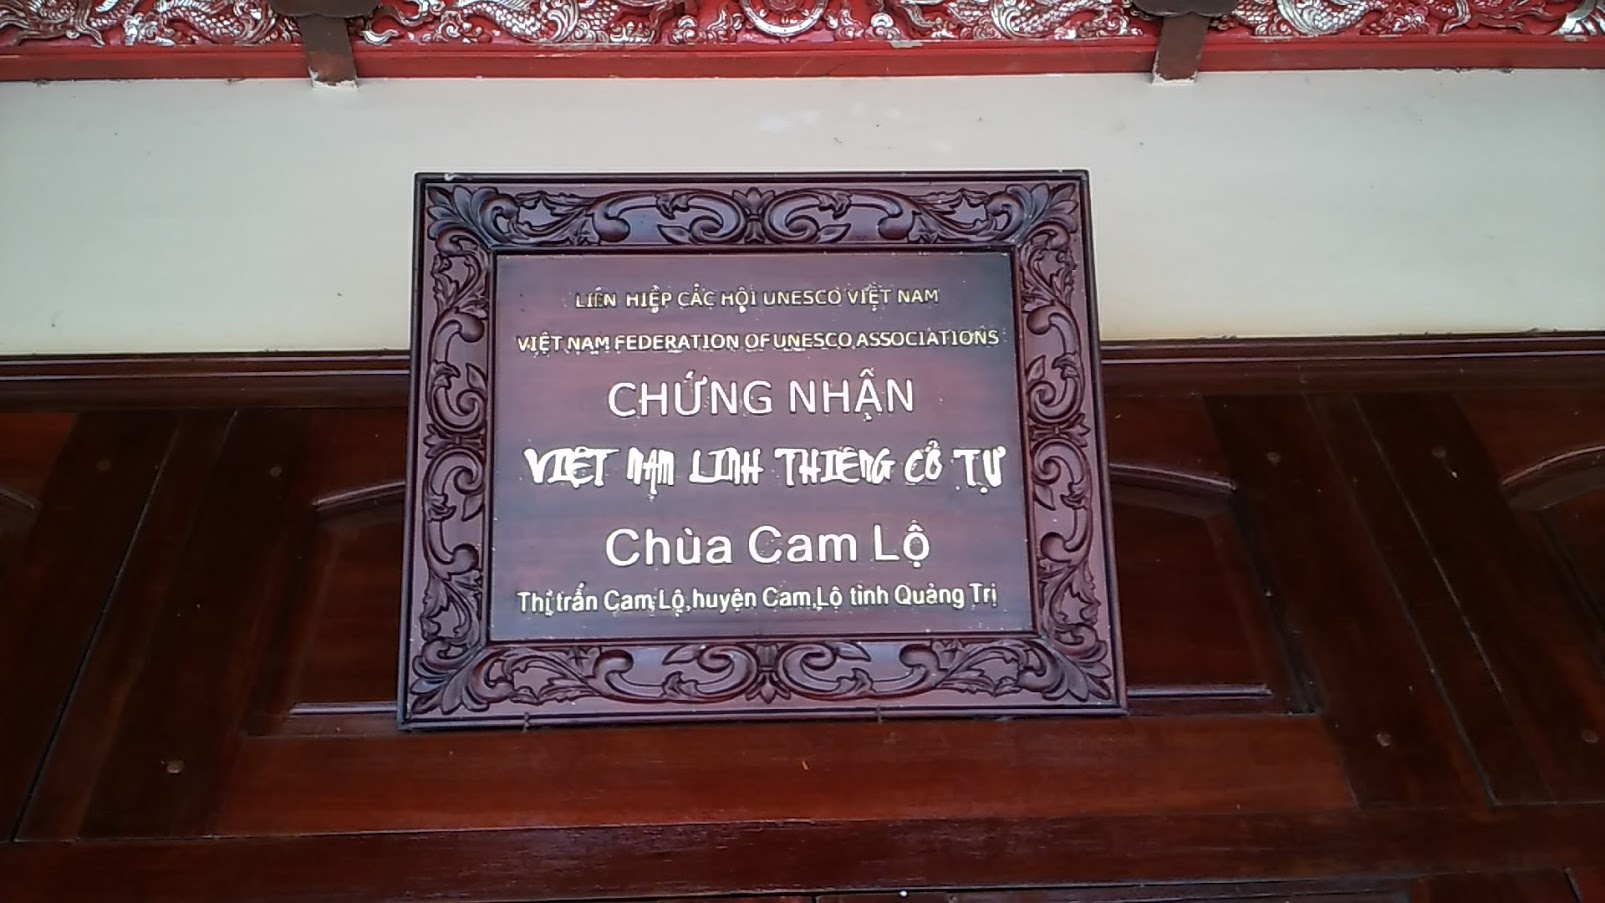 LIÊN HIỆP CÁC HỘI UNESCO VIỆT NAM
VIỆT NAM FEDERATION OF UNESCO ASSOCIATIONS
CHỨNG NHẬN
VIỆT NAM LINH THIÊNG CỔ TỰ
Chùa Cam Lộ
Thị trấn Cam Lộ, huyện Cam Lộ tỉnh Quảng Trị